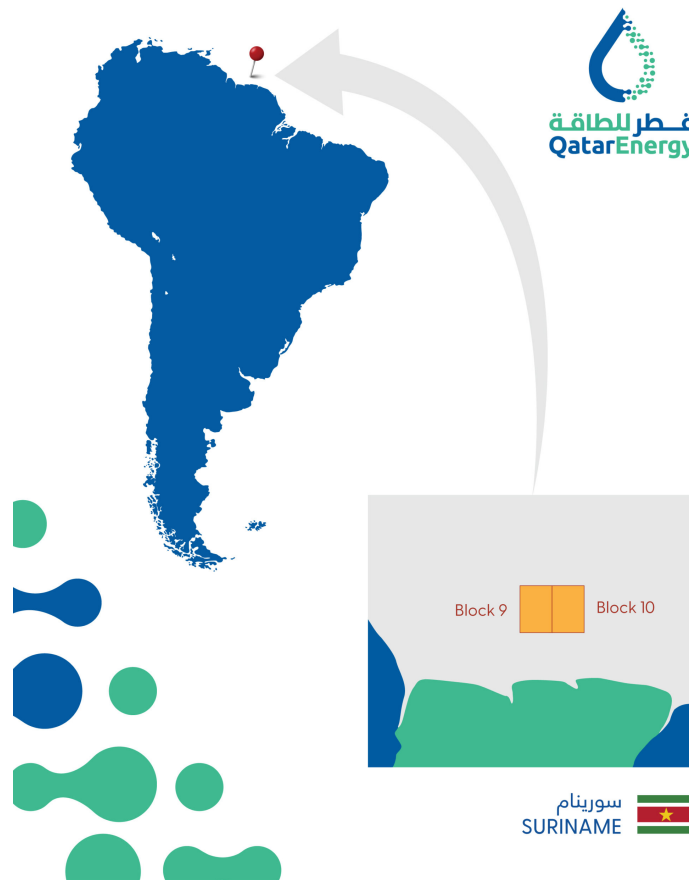 قطر للطاقة
QatarEnergy
Block 9
Block 10
سورينام
SURINAME